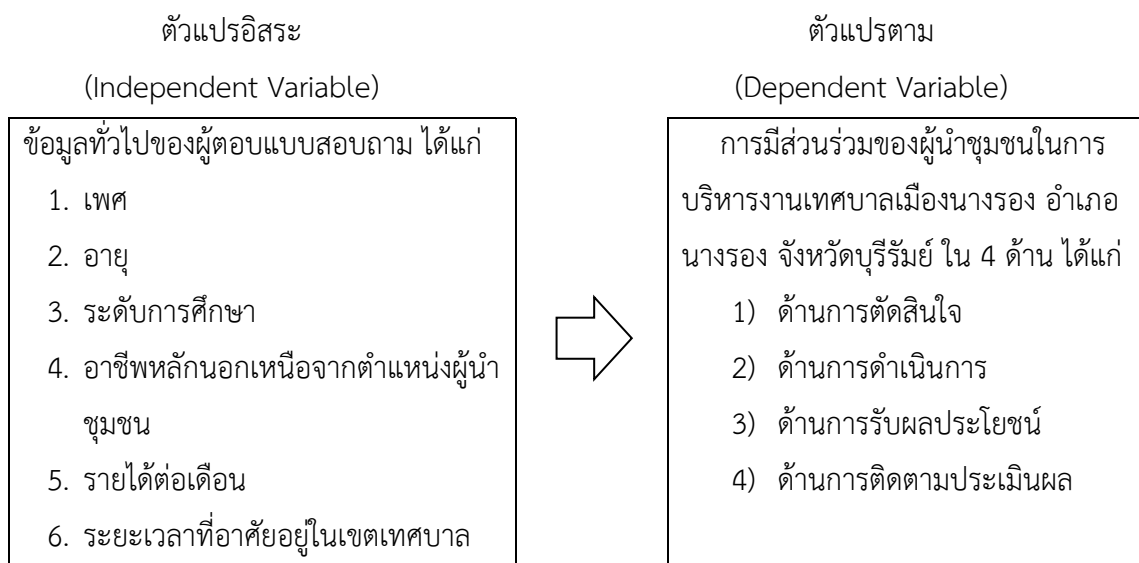 ตัวแปรอิสระ
(Independent Variable)
ข้อมูลทั่วไปของผู้ตอบแบบสอบถาม ได้แก่
1. เพศ
2. อายุ
3. ระดับการศึกษา
4. อาชีพหลักนอกเหนือจากตำแหน่งผู้นำ
ชุมชน
5. รายได้ต่อเดือน
6. ระยะเวลาที่อาศัยอยู่ในเขตเทศบาล
ตัวแปรตาม
(Dependent Variable)
การมีส่วนร่วมของผู้นำชุมชนในการ
บริหารงานเทศบาลเมืองนางรอง อำเภอ
นางรอง จังหวัดบุรีรัมย์ ใน 4 ด้าน ได้แก่
1) ด้านการตัดสินใจ
2) ด้านการดำเนินการ
3) ด้านการรับผลประโยชน์
4) ด้านการติดตามประเมินผล